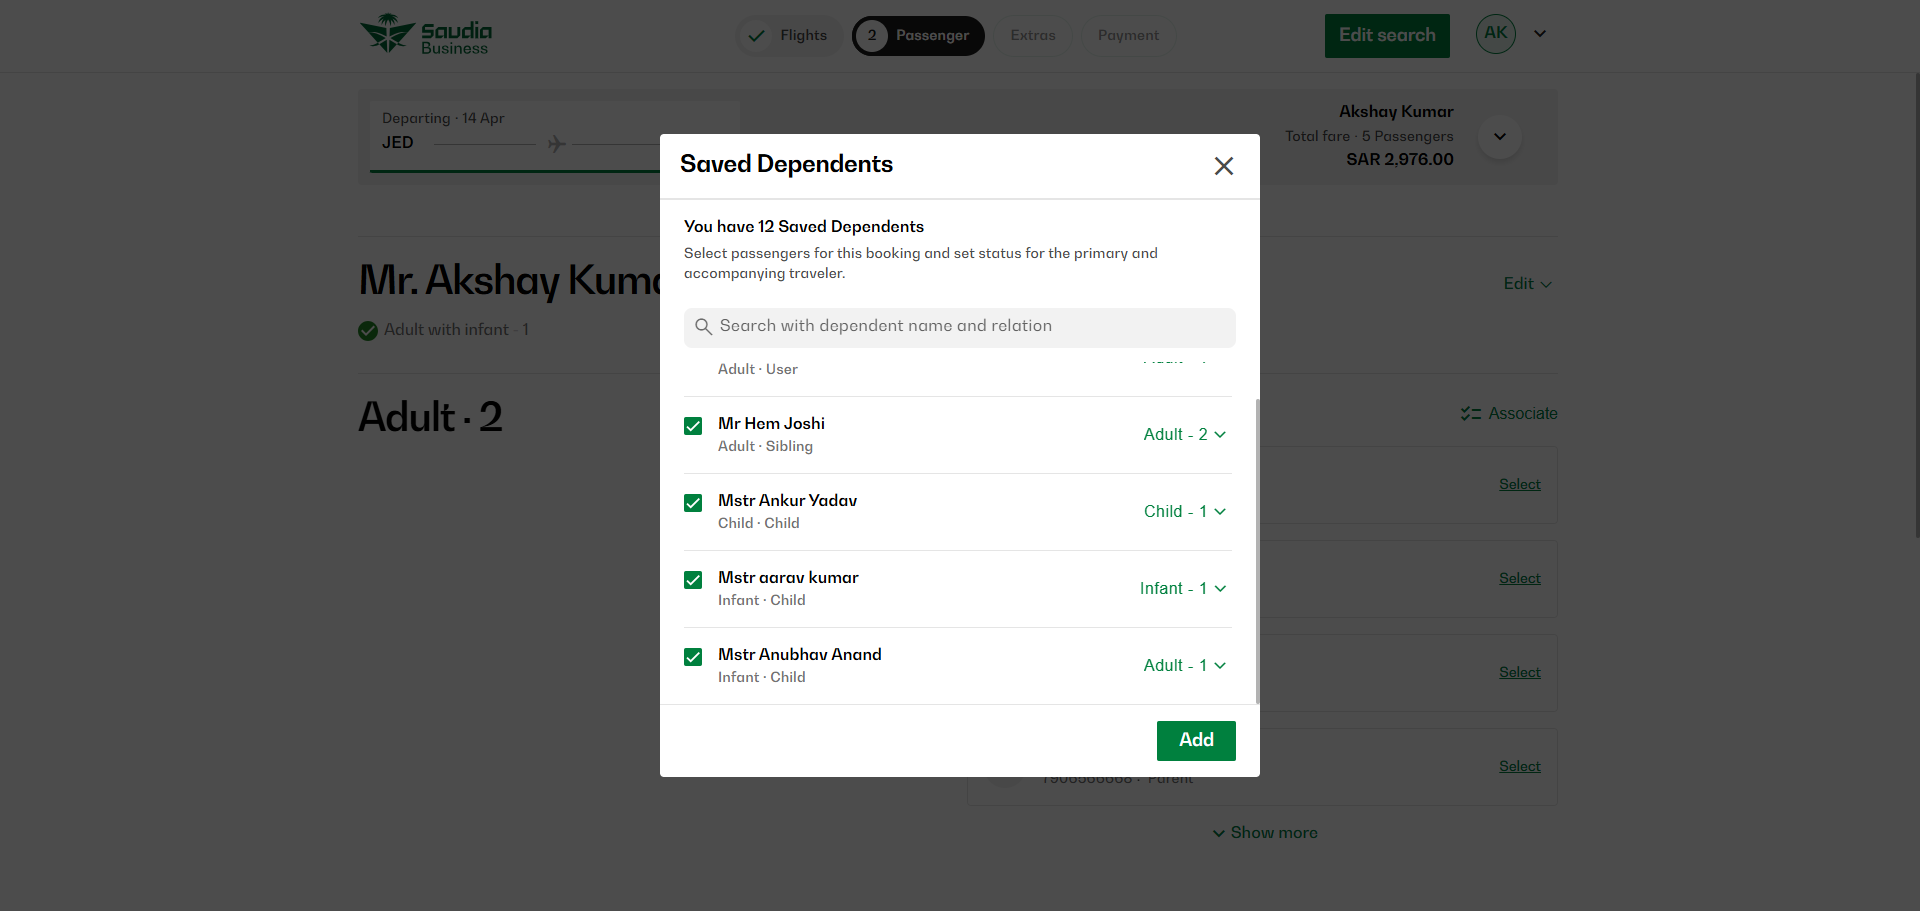 Saudia
Business
Flights
2
Passenger
Extras
Payment
Edit search
AK
Departing · 14 Apr
JED
Akshay Kumar
Total fare · 5 Passengers
SAR 2,976.00
Saved Dependents
You have 12 Saved Dependents
Select passengers for this booking and set status for the primary and
accompanying traveler.
Search with dependent name and relation
Adult · User
Mr Hem Joshi
Adult · Sibling
Adult - 2
Mstr Ankur Yadav
Child · Child
Child - 1
Mstr aarav kumar
Infant · Child
Infant - 1
Mstr Anubhav Anand
Infant · Child
Adult - 1
Add
Mr. Akshay Kuma
Adult with infant · 1
Edit
Adult · 2
Associate
Select
Select
Select
Select
Parent
Show more